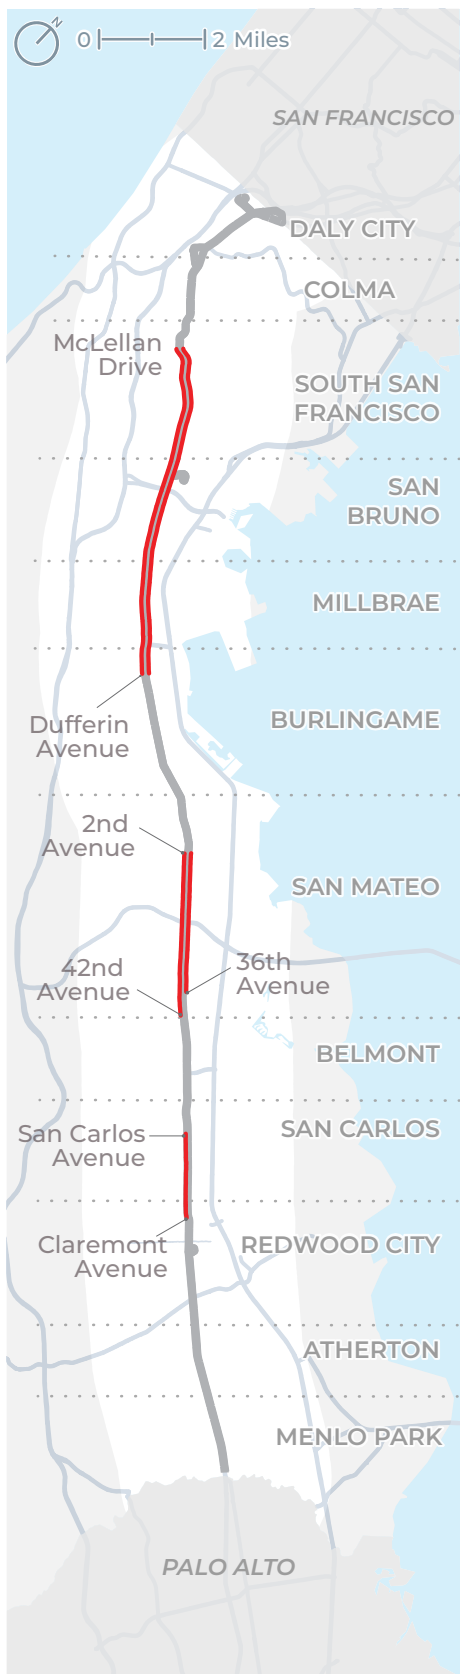 N
0 2 Miles
SAN FRANCISCO
DALY CITY
COLMA
McLellan
Drive
SOUTH SAN
FRANCISCO
SAN
BRUNO
MILLBRAE
BURLINGAME
Dufferin
Avenue
2nd
Avenue
SAN MATEO
42nd
Avenue
36th
Avenue
BELMONT
SAN CARLOS
San Carlos
Avenue
Claremont
Avenue
REDWOOD CITY
ATHERTON
MENLO PARK
PALO ALTO